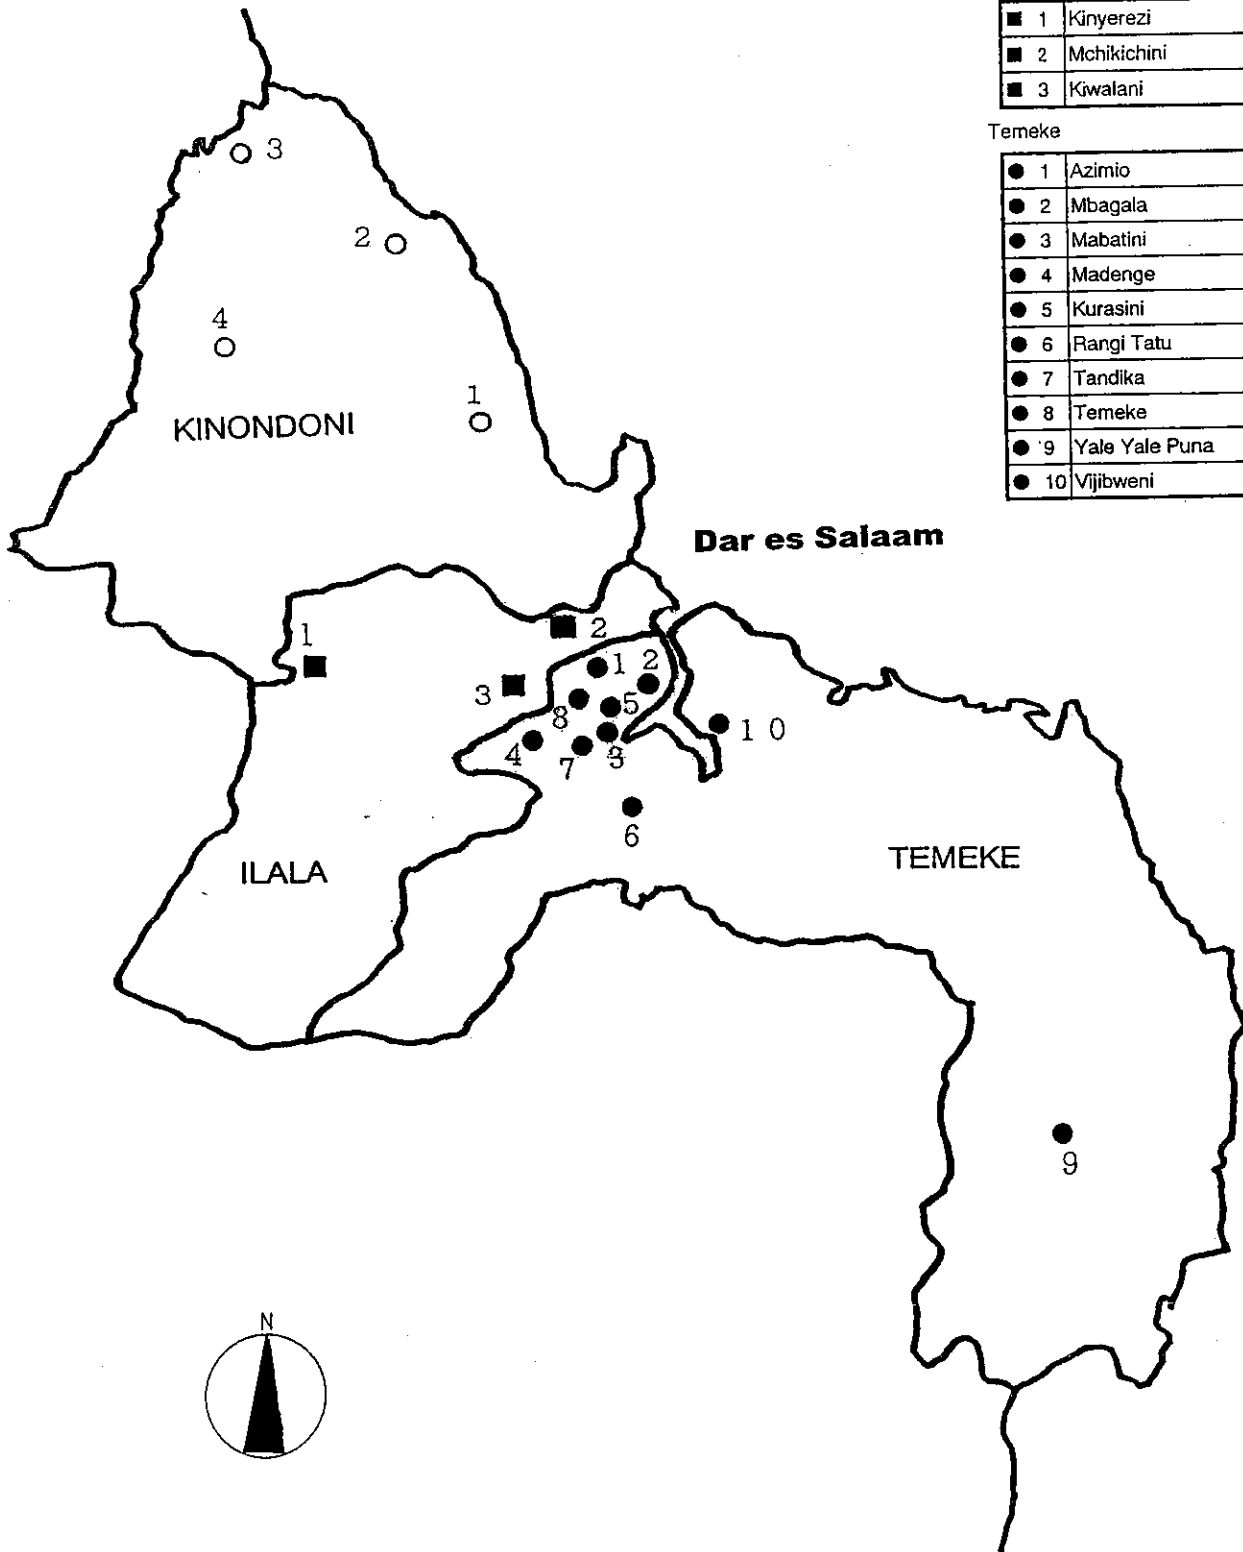 ■ 1 Kinyerezi
■ 2 Mchikichini
■ 3 Kiwalani
Temeke
● 1 Azimio
● 2 Mbagala
● 3 Mabatini
● 4 Madenge
● 5 Kurasini
● 6 Rangi Tatu
● 7 Tandika
● 8 Temeke
● 9 Yale Yale Puna
● 10 Vijibweni
3
2
4
1
KINONDONI
Dar es Salaam
1
2
3
1
2
8
5
10
4
7
3
6
ILALA
TEMEKE
9
N